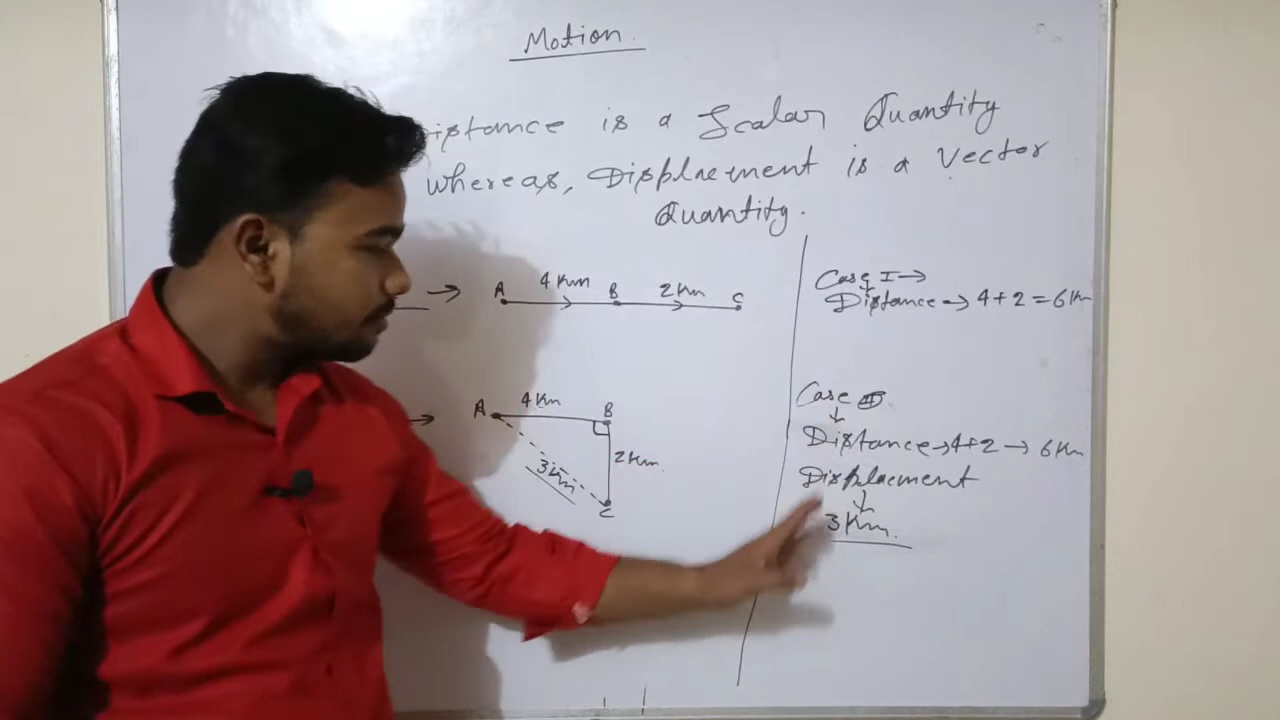 Motion.
Distance is a Scalar Quantity
whereas, Displacement is a Vector
Quantity.
→ A 4 Km B 2 Km C
Case I →
Distance → 4 + 2 = 6 Km
→ A 4 Km B
2 Km.
3 Km
C
Case
Distance → 4+2 → 6 Km
Displacement
3 Km.